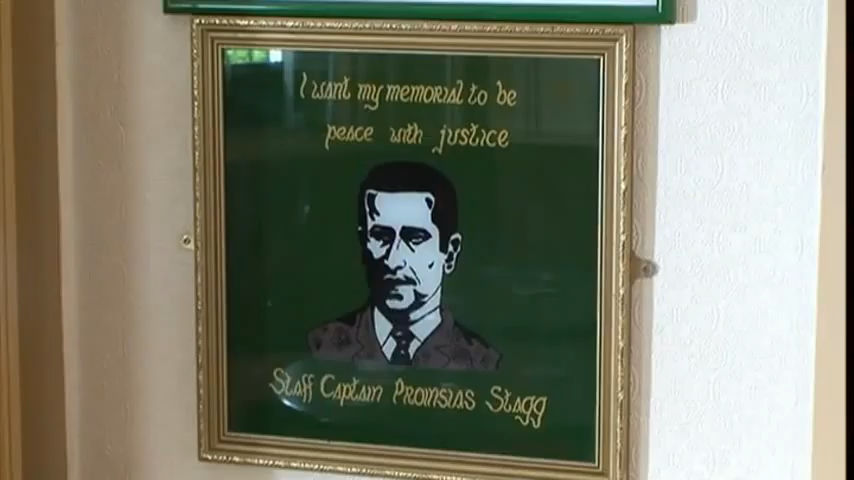 I want my memorial to be
peace with justice
Staff Captain Proinsias Stagg